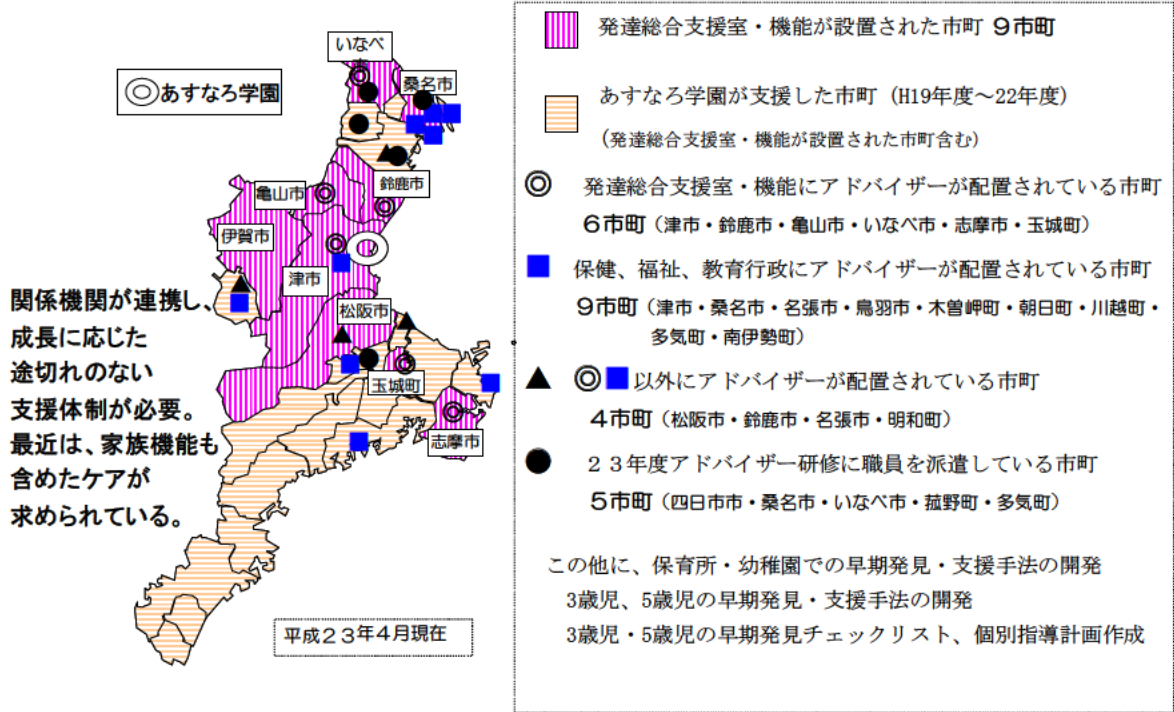 いなべ市
桑名市
◎あすなろ学園
亀山市
鈴鹿市
伊賀市
津市
松阪市
玉城町
志摩市
関係機関が連携し、
成長に応じた
途切れのない
支援体制が必要。
最近は、家族機能も
含めたケアが
求められている。
平成２３年４月現在
発達総合支援室・機能が設置された市町 9市町
あすなろ学園が支援した市町（H19年度～22年度）
（発達総合支援室・機能が設置された市町含む）
◎ 発達総合支援室・機能にアドバイザーが配置されている市町
6市町（津市・鈴鹿市・亀山市・いなべ市・志摩市・玉城町）
■ 保健、福祉、教育行政にアドバイザーが配置されている市町
9市町（津市・桑名市・名張市・鳥羽市・木曽岬町・朝日町・川越町・
多気町・南伊勢町）
▲ ◎■以外にアドバイザーが配置されている市町
4市町（松阪市・鈴鹿市・名張市・明和町）
● ２３年度アドバイザー研修に職員を派遣している市町
5市町（四日市市・桑名市・いなべ市・菰野町・多気町）
この他に、保育所・幼稚園での早期発見・支援手法の開発
3歳児、5歳児の早期発見・支援手法の開発
3歳児・5歳児の早期発見チェックリスト、個別指導計画作成